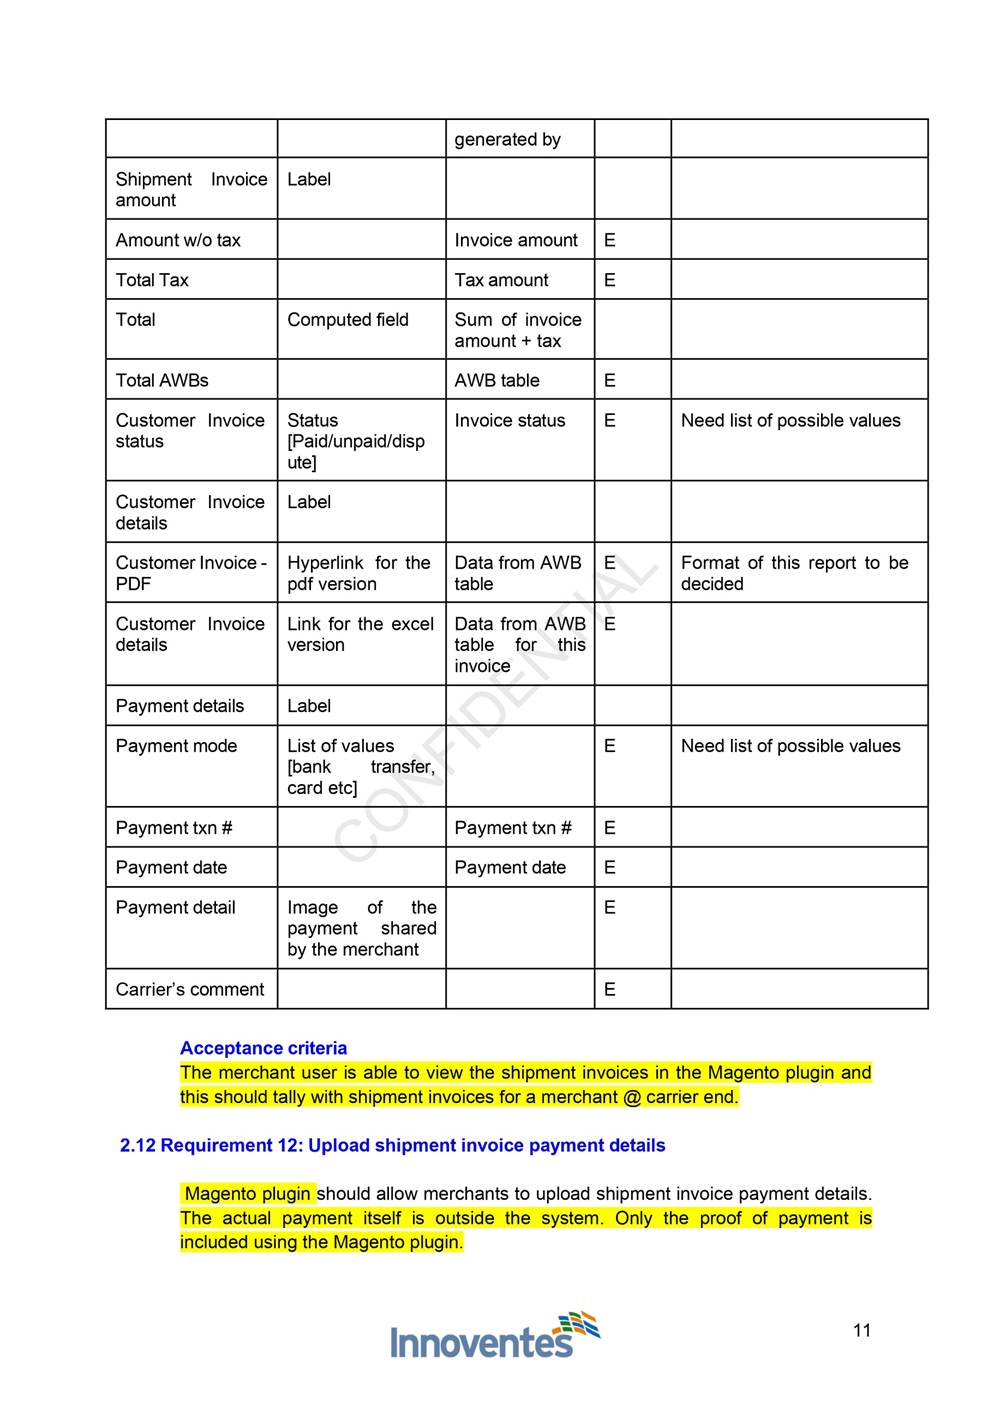 generated by
Shipment Invoice Label
amount
Amount w/o tax Invoice amount E
Total Tax Tax amount E
Total Computed field Sum of invoice
amount + tax
Total AWBs AWB table E
Customer Invoice Status Invoice status E Need list of possible values
status [Paid/unpaid/disp
ute]
Customer Invoice Label
details
Customer Invoice - Hyperlink for the Data from AWB E Format of this report to be
PDF pdf version table decided
Customer Invoice Link for the excel Data from AWB E
details version table for this
invoice
Payment details Label
Payment mode List of values E Need list of possible values
[bank transfer,
card etc]
Payment txn # Payment txn # E
Payment date Payment date E
Payment detail Image of the E
payment shared
by the merchant
Carrier’s comment E
CONFIDENTIAL
Acceptance criteria
The merchant user is able to view the shipment invoices in the Magento plugin and
this should tally with shipment invoices for a merchant @ carrier end.
2.12 Requirement 12: Upload shipment invoice payment details
Magento plugin should allow merchants to upload shipment invoice payment details.
The actual payment itself is outside the system. Only the proof of payment is
included using the Magento plugin.
Innoventes
11